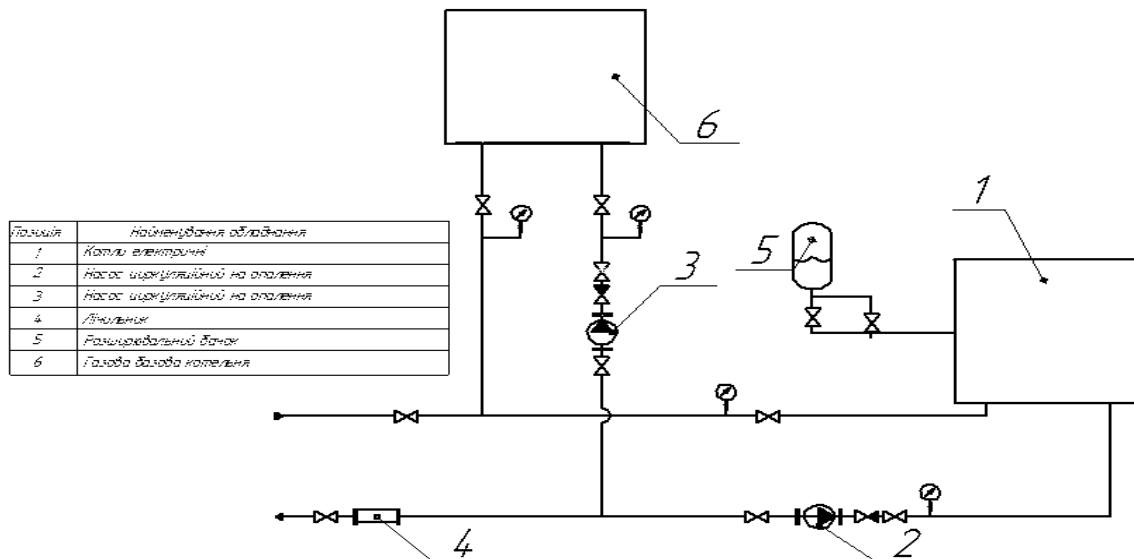 6
1
5
3
Позиція Найменування обладнання
1 Котли електричні
2 Насос циркуляційний на опалення
3 Насос циркуляційний на опалення
4 Лічильник
5 Розширювальний бачок
6 Газова базова котельня
4
2